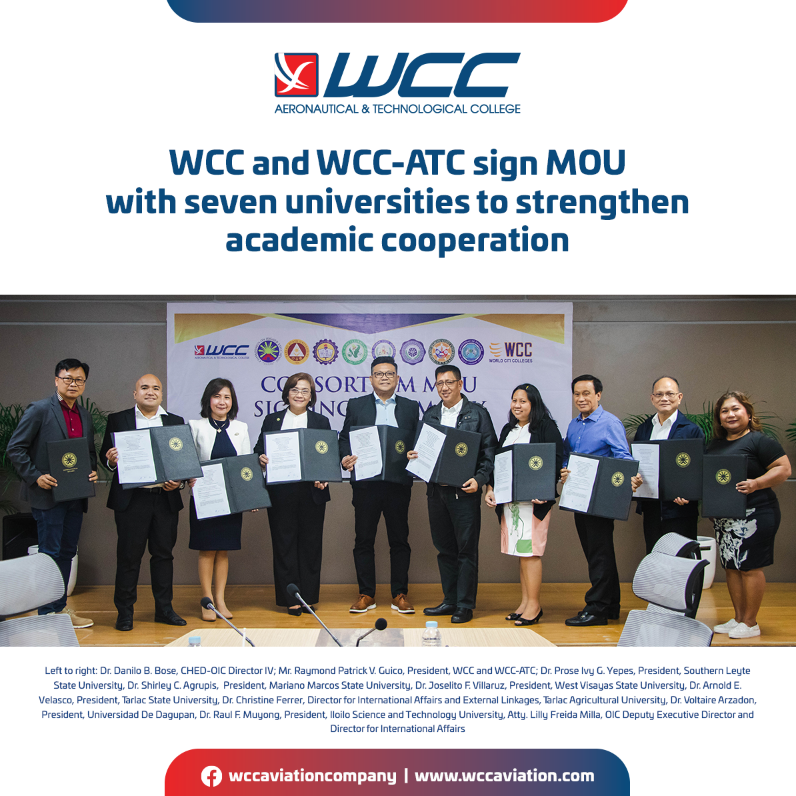 WCC
AERONAUTICAL & TECHNOLOGICAL COLLEGE
WCC and WCC-ATC sign MOU
with seven universities to strengthen
academic cooperation
WCC
WCC
WORLD CITI COLLEGES
CONSORTIUM MOU
Left to right: Dr. Danilo B. Bose, CHED-OIC Director IV; Mr. Raymond Patrick V. Guico, President, WCC and WCC-ATC; Dr. Prose Ivy G. Yepes, President, Southern Leyte
State University, Dr. Shirley C. Agrupis, President, Mariano Marcos State University, Dr. Joselito F. Villaruz, President, West Visayas State University, Dr. Arnold E.
Velasco, President, Tarlac State University, Dr. Christine Ferrer, Director for International Affairs and External Linkages, Tarlac Agricultural University, Dr. Voltaire Arzadon,
President, Universidad De Dagupan, Dr. Raul F. Muyong, President, Iloilo Science and Technology University, Atty. Lilly Freida Milla, OIC Deputy Executive Director and
Director for International Affairs
wccaviationcompany | www.wccaviation.com